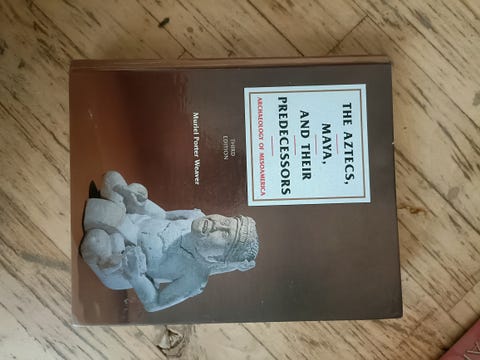 THE AZTECS,
MAYA,
AND THEIR
PREDECESSORS
ARCHAEOLOGY OF MESOAMERICA
THIRD
EDITION
Muriel Porter Weaver